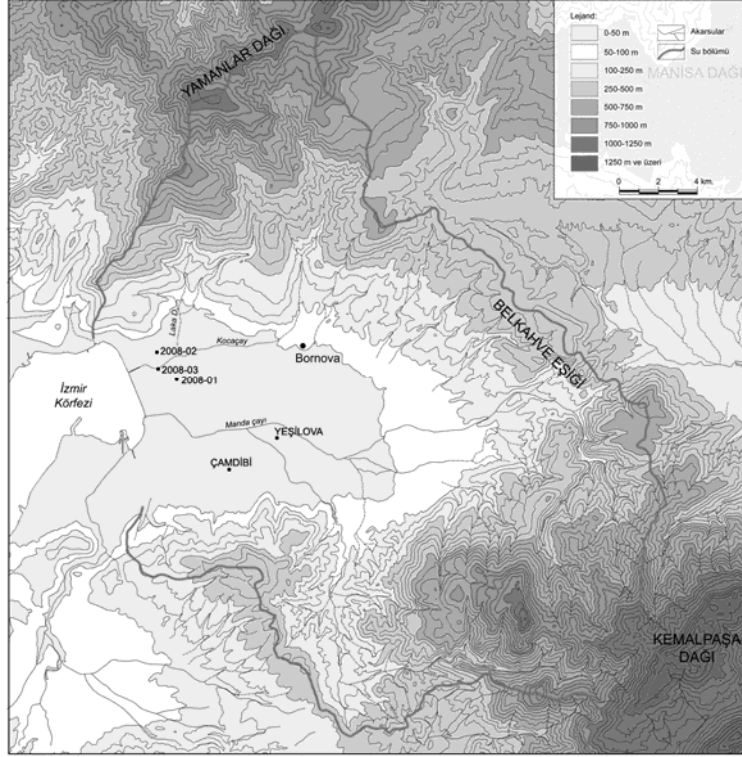 Lejand:
0-50 m
50-100 m
100-250 m
250-500 m
500-750 m
750-1000 m
1000-1250 m
1250 m ve üzeri
Akarsular
Su bölümü
MANİSA DAĞI
0 2 4 km.
YAMANLAR DAĞI
BELKAHVE EŞİĞİ
Laka D.
Kocaçay
2008-02
Bornova
2008-03
2008-01
İzmir
Körfezi
Manda çayı
YEŞİLOVA
ÇAMDİBİ
KEMALPAŞA
DAĞI